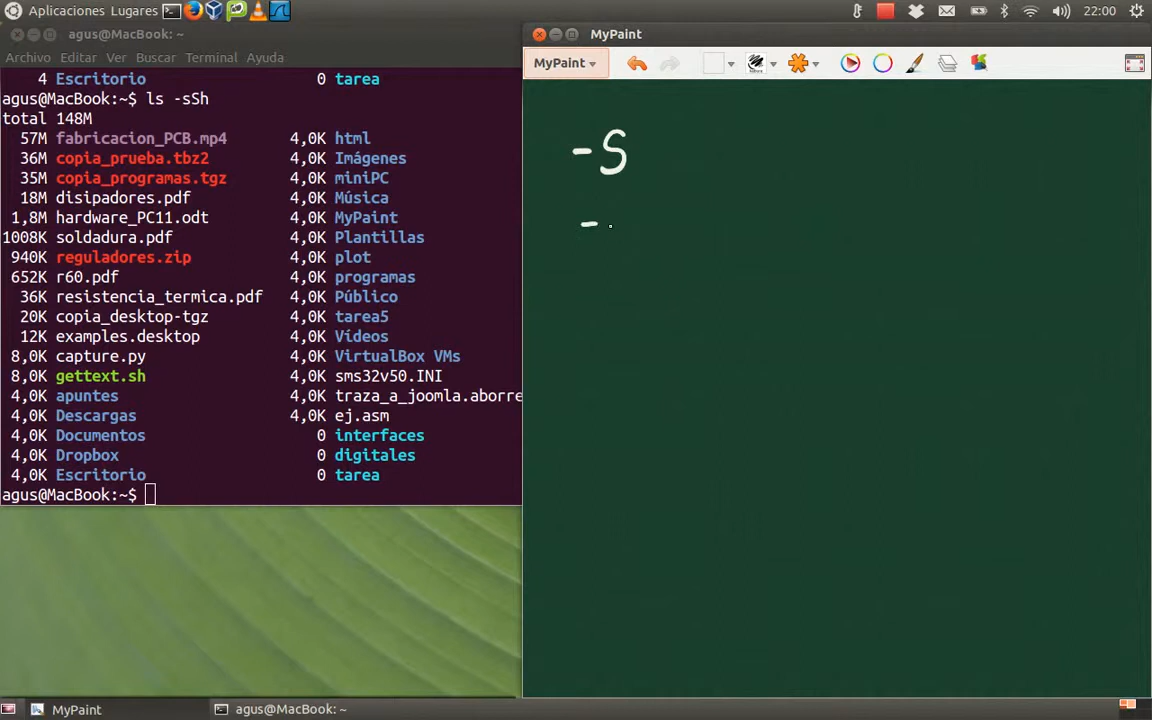 Aplicaciones Lugares 22:00
agus@MacBook: ~
Archivo Editar Ver Buscar Terminal Ayuda
4 Escritorio 0 tarea
agus@MacBook:~$ ls -sSh
total 148M
57M fabricacion_PCB.mp4 4,0K html
36M copia_prueba.tbz2 4,0K Imágenes
35M copia_programas.tgz 4,0K miniPC
18M disipadores.pdf 4,0K Música
1,8M hardware_PC11.odt 4,0K MyPaint
1008K soldadura.pdf 4,0K Plantillas
940K reguladores.zip 4,0K plot
652K r60.pdf 4,0K programas
36K resistencia_termica.pdf 4,0K Público
20K copia_desktop-tgz 4,0K tarea5
12K examples.desktop 4,0K Vídeos
8,0K capture.py 4,0K VirtualBox VMs
8,0K gettext.sh 4,0K sms32v50.INI
4,0K apuntes 4,0K traza_a_joomla.aborre
4,0K Descargas 4,0K ej.asm
4,0K Documentos 0 interfaces
4,0K Dropbox 0 digitales
4,0K Escritorio 0 tarea
agus@MacBook:~$
MyPaint
MyPaint
-S
-
MyPaint agus@MacBook: ~